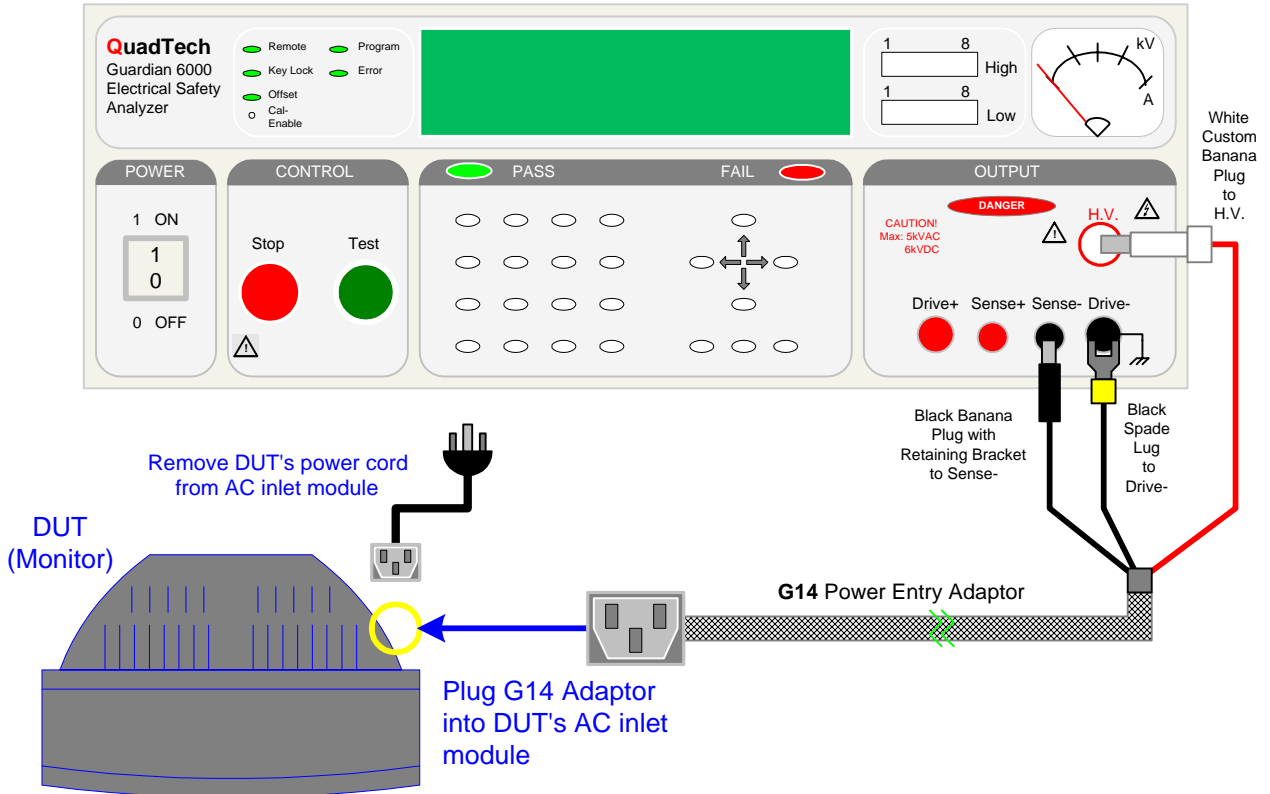 QuadTech
Guardian 6000
Electrical Safety
Analyzer
Remote
Program
Key Lock
Error
Offset
Cal-
Enable
1 8
High
1 8
Low
kV
A
POWER
1 ON
1
0
0 OFF
CONTROL
Stop
Test
PASS
FAIL
OUTPUT
DANGER
CAUTION!
Max: 5kVAC
6kVDC
H.V.
Drive+ Sense+ Sense- Drive-
White
Custom
Banana
Plug
to
H.V.
Black Banana
Plug with
Retaining Bracket
to Sense-
Black
Spade
Lug
to
Drive-
Remove DUT's power cord
from AC inlet module
DUT
(Monitor)
G14 Power Entry Adaptor
Plug G14 Adaptor
into DUT's AC inlet
module